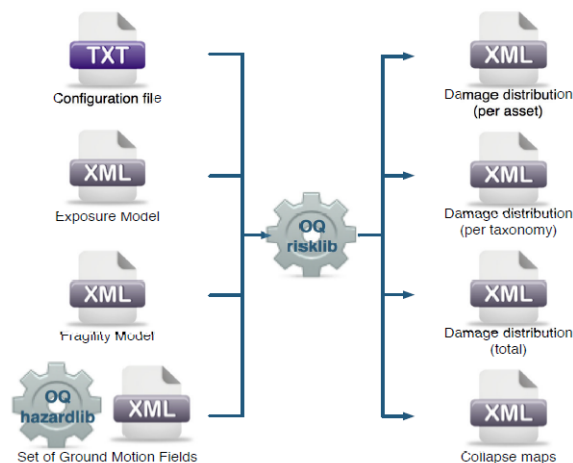 TXT
Configuration file
XML
Exposure Model
XML
Fragility Model
OQ
hazardlib
XML
Set of Ground Motion Fields
OQ
risklib
XML
Damage distribution
(per asset)
XML
Damage distribution
(per taxonomy)
XML
Damage distribution
(total)
XML
Collapse maps